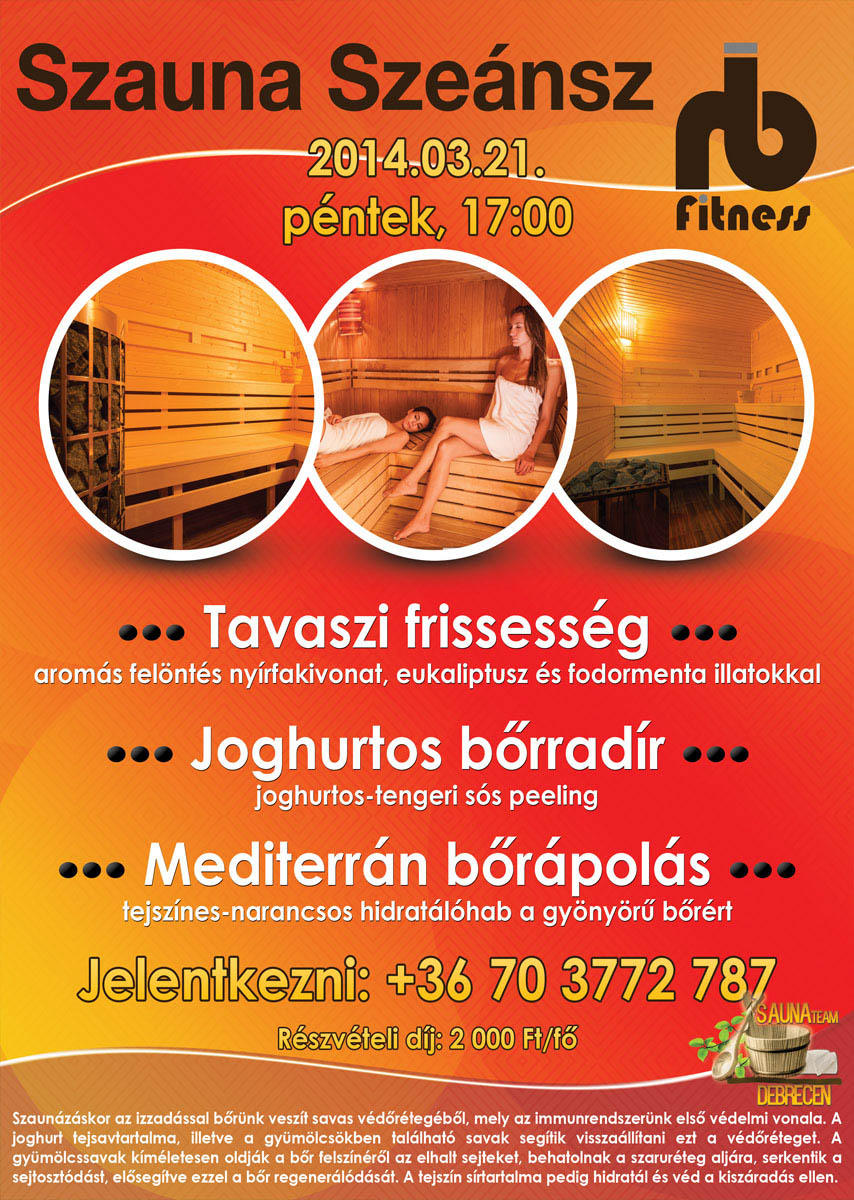 Szauna Szeánsz
rb
Fitness
2014.03.21.
péntek, 17:00
••• Tavaszi frissesség •••
aromás felöntés nyírfakivonat, eukaliptusz és fodormenta illatokkal
••• Joghurtos bőrradír •••
joghurtos-tengeri sós peeling
••• Mediterrán bőrápolás •••
tejszínes-narancsos hidratálóhab a gyönyörű bőrért
Jelentkezni: +36 70 3772 787
Részvételi díj: 2 000 Ft/fő
SAUNATEAM
DEBRECEN
Szaunázáskor az izzadással bőrünk veszít savas védőrétegéből, mely az immunrendszerünk első védelmi vonala. A
joghurt tejsavtartalma, illetve a gyümölcsökben található savak segítik visszaállítani ezt a védőréteget. A
gyümölcssavak kíméletesen oldják a bőr felszínéről az elhalt sejteket, behatolnak a szaruréteg aljára, serkentik a
sejtosztódást, elősegítve ezzel a bőr regenerálódását. A tejszín sírtartalma pedig hidratál és véd a kiszáradás ellen.